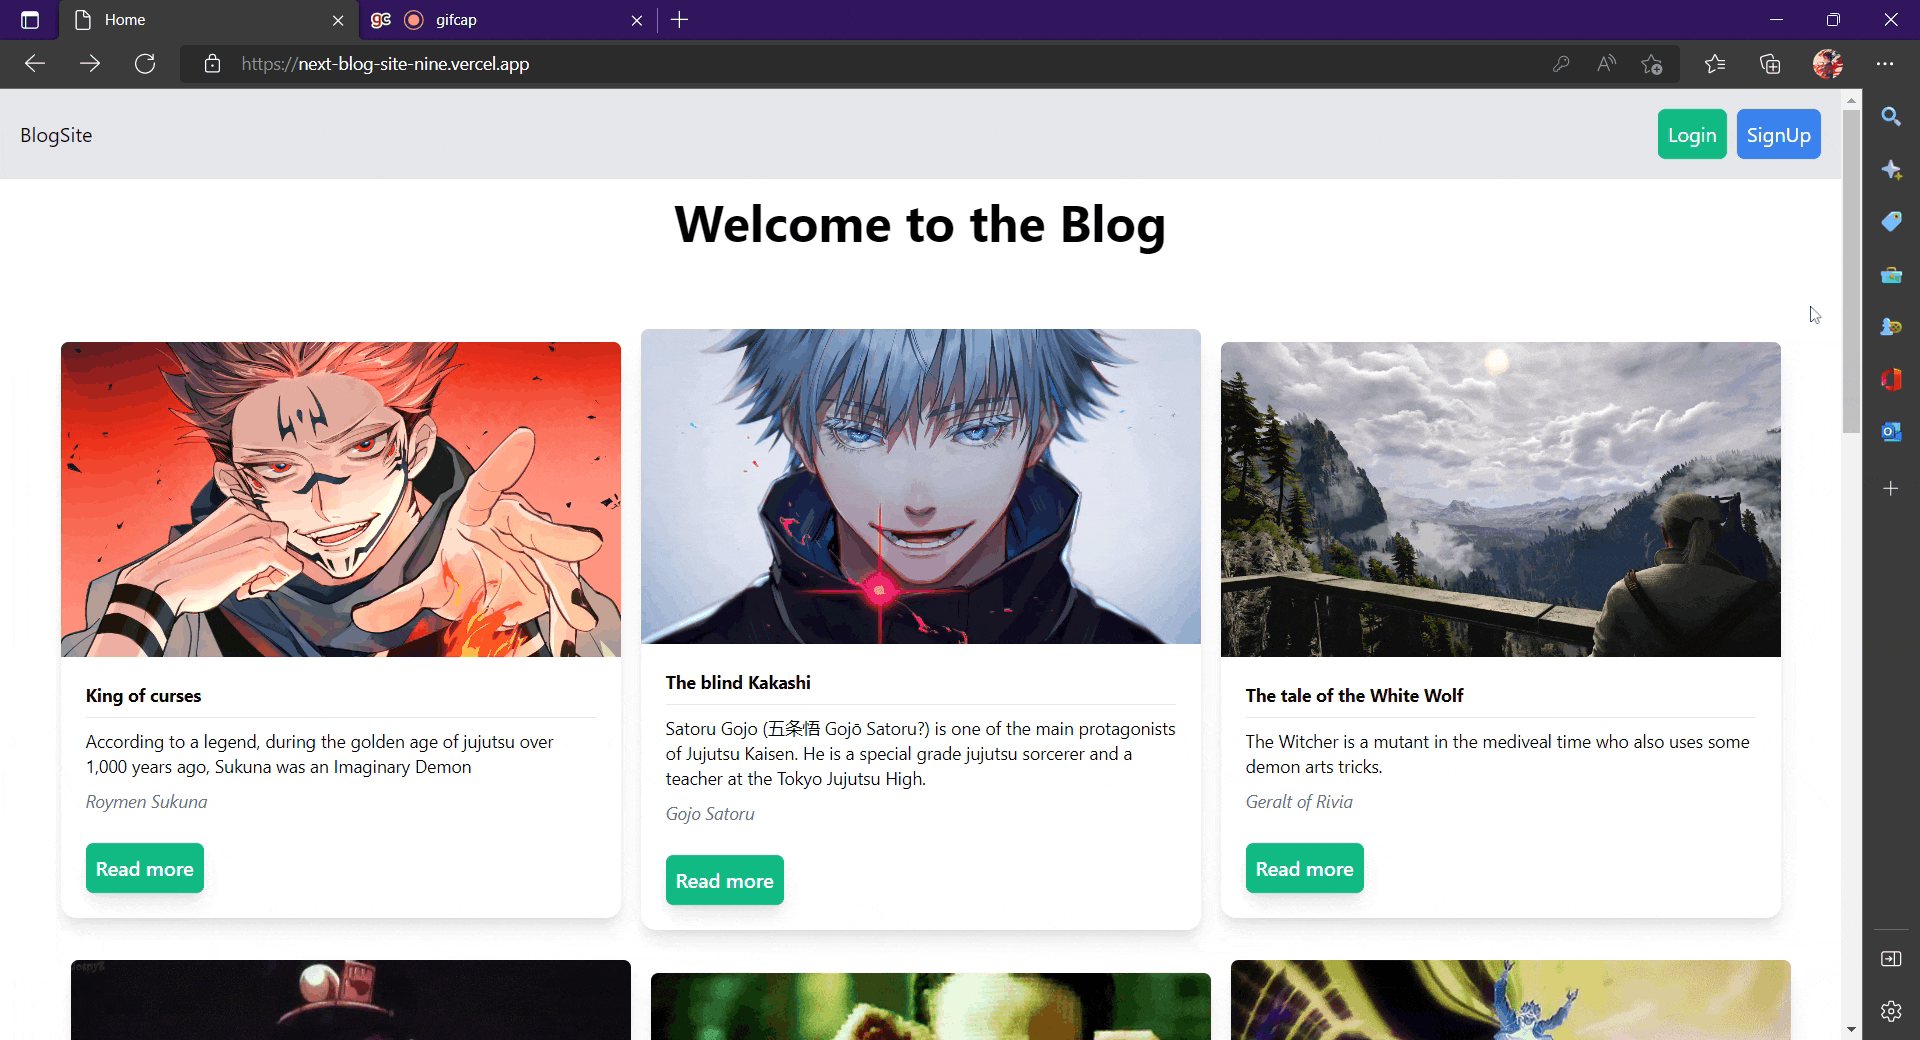 Home
gc
gifcap
https://next-blog-site-nine.vercel.app
BlogSite
Login
SignUp
Welcome to the Blog
King of curses
According to a legend, during the golden age of jujutsu over
1,000 years ago, Sukuna was an Imaginary Demon
Roymen Sukuna
Read more
The blind Kakashi
Satoru Gojo (五条悟 Gojō Satoru?) is one of the main protagonists
of Jujutsu Kaisen. He is a special grade jujutsu sorcerer and a
teacher at the Tokyo Jujutsu High.
Gojo Satoru
Read more
The tale of the White Wolf
The Witcher is a mutant in the mediveal time who also uses some
demon arts tricks.
Geralt of Rivia
Read more